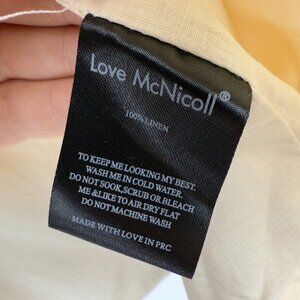 Love McNicoll®
100% LINEN
TO KEEP ME LOOKING MY BEST.
WASH ME IN COLD WATER.
DO NOT SOOK,SCRUB OR BLEACH
ME &LIKE TO AIR DRY FLAT
DO NOT MACHINE WASH
MADE WITH LOVE IN PRC